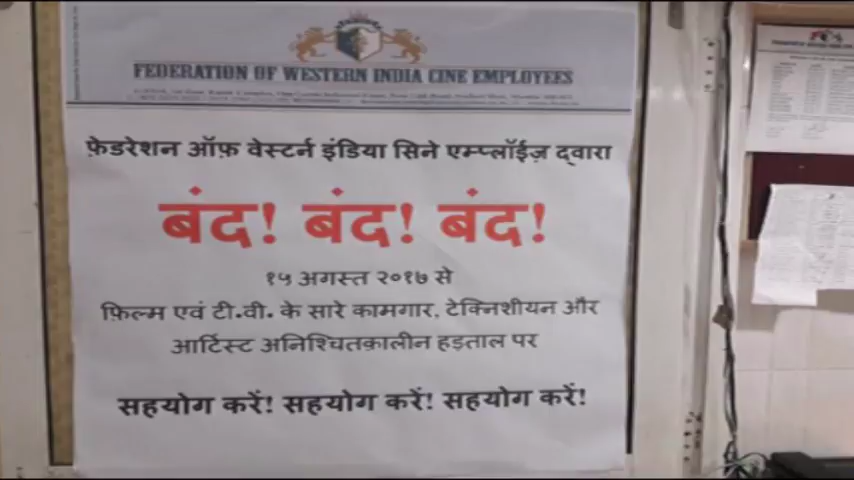 FEDERATION OF WESTERN INDIA CINE EMPLOYEES
फ़ेडरेशन ऑफ़ वेस्टर्न इंडिया सिने एम्प्लॉईज़ द्वारा
बंद! बंद! बंद!
१५ अगस्त २०१७ से
फ़िल्म एवं टी.वी. के सारे कामगार, टेक्निशीयन और
आर्टिस्ट अनिश्चितक़ालीन हड़ताल पर
सहयोग करें! सहयोग करें! सहयोग करें!